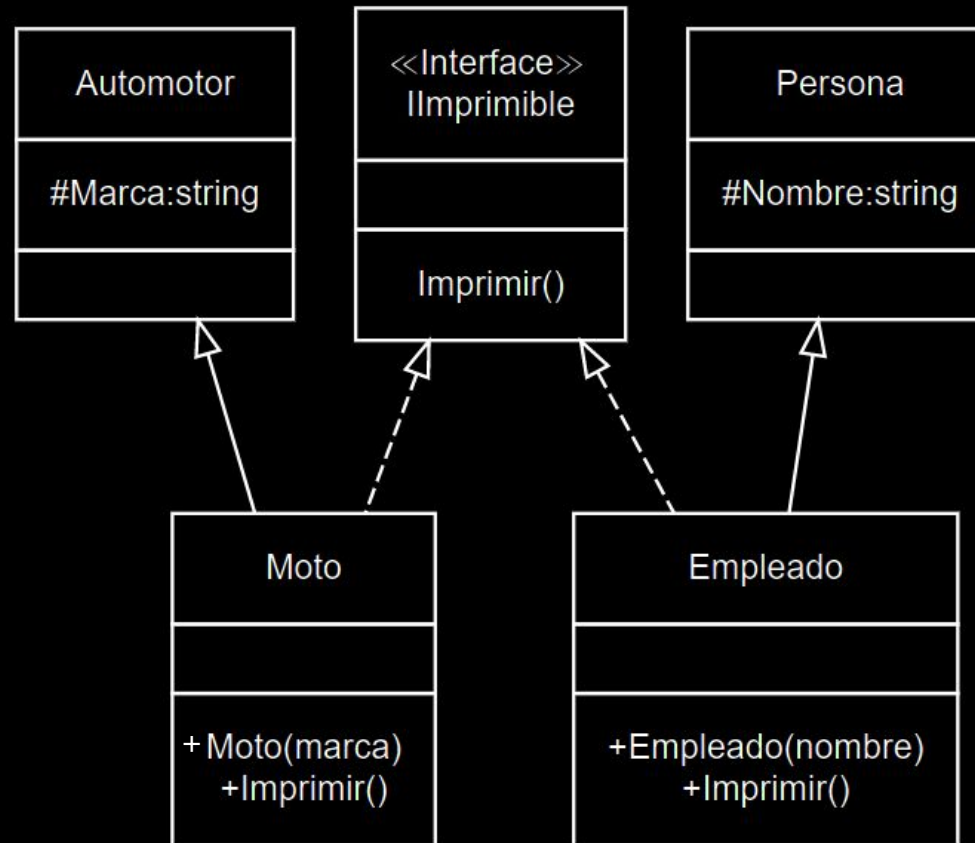 Automotor
#Marca:string
≪Interface≫
IImprimible
Imprimir()
Persona
#Nombre:string
Moto
+ Moto(marca)
+Imprimir()
Empleado
+Empleado(nombre)
+Imprimir()